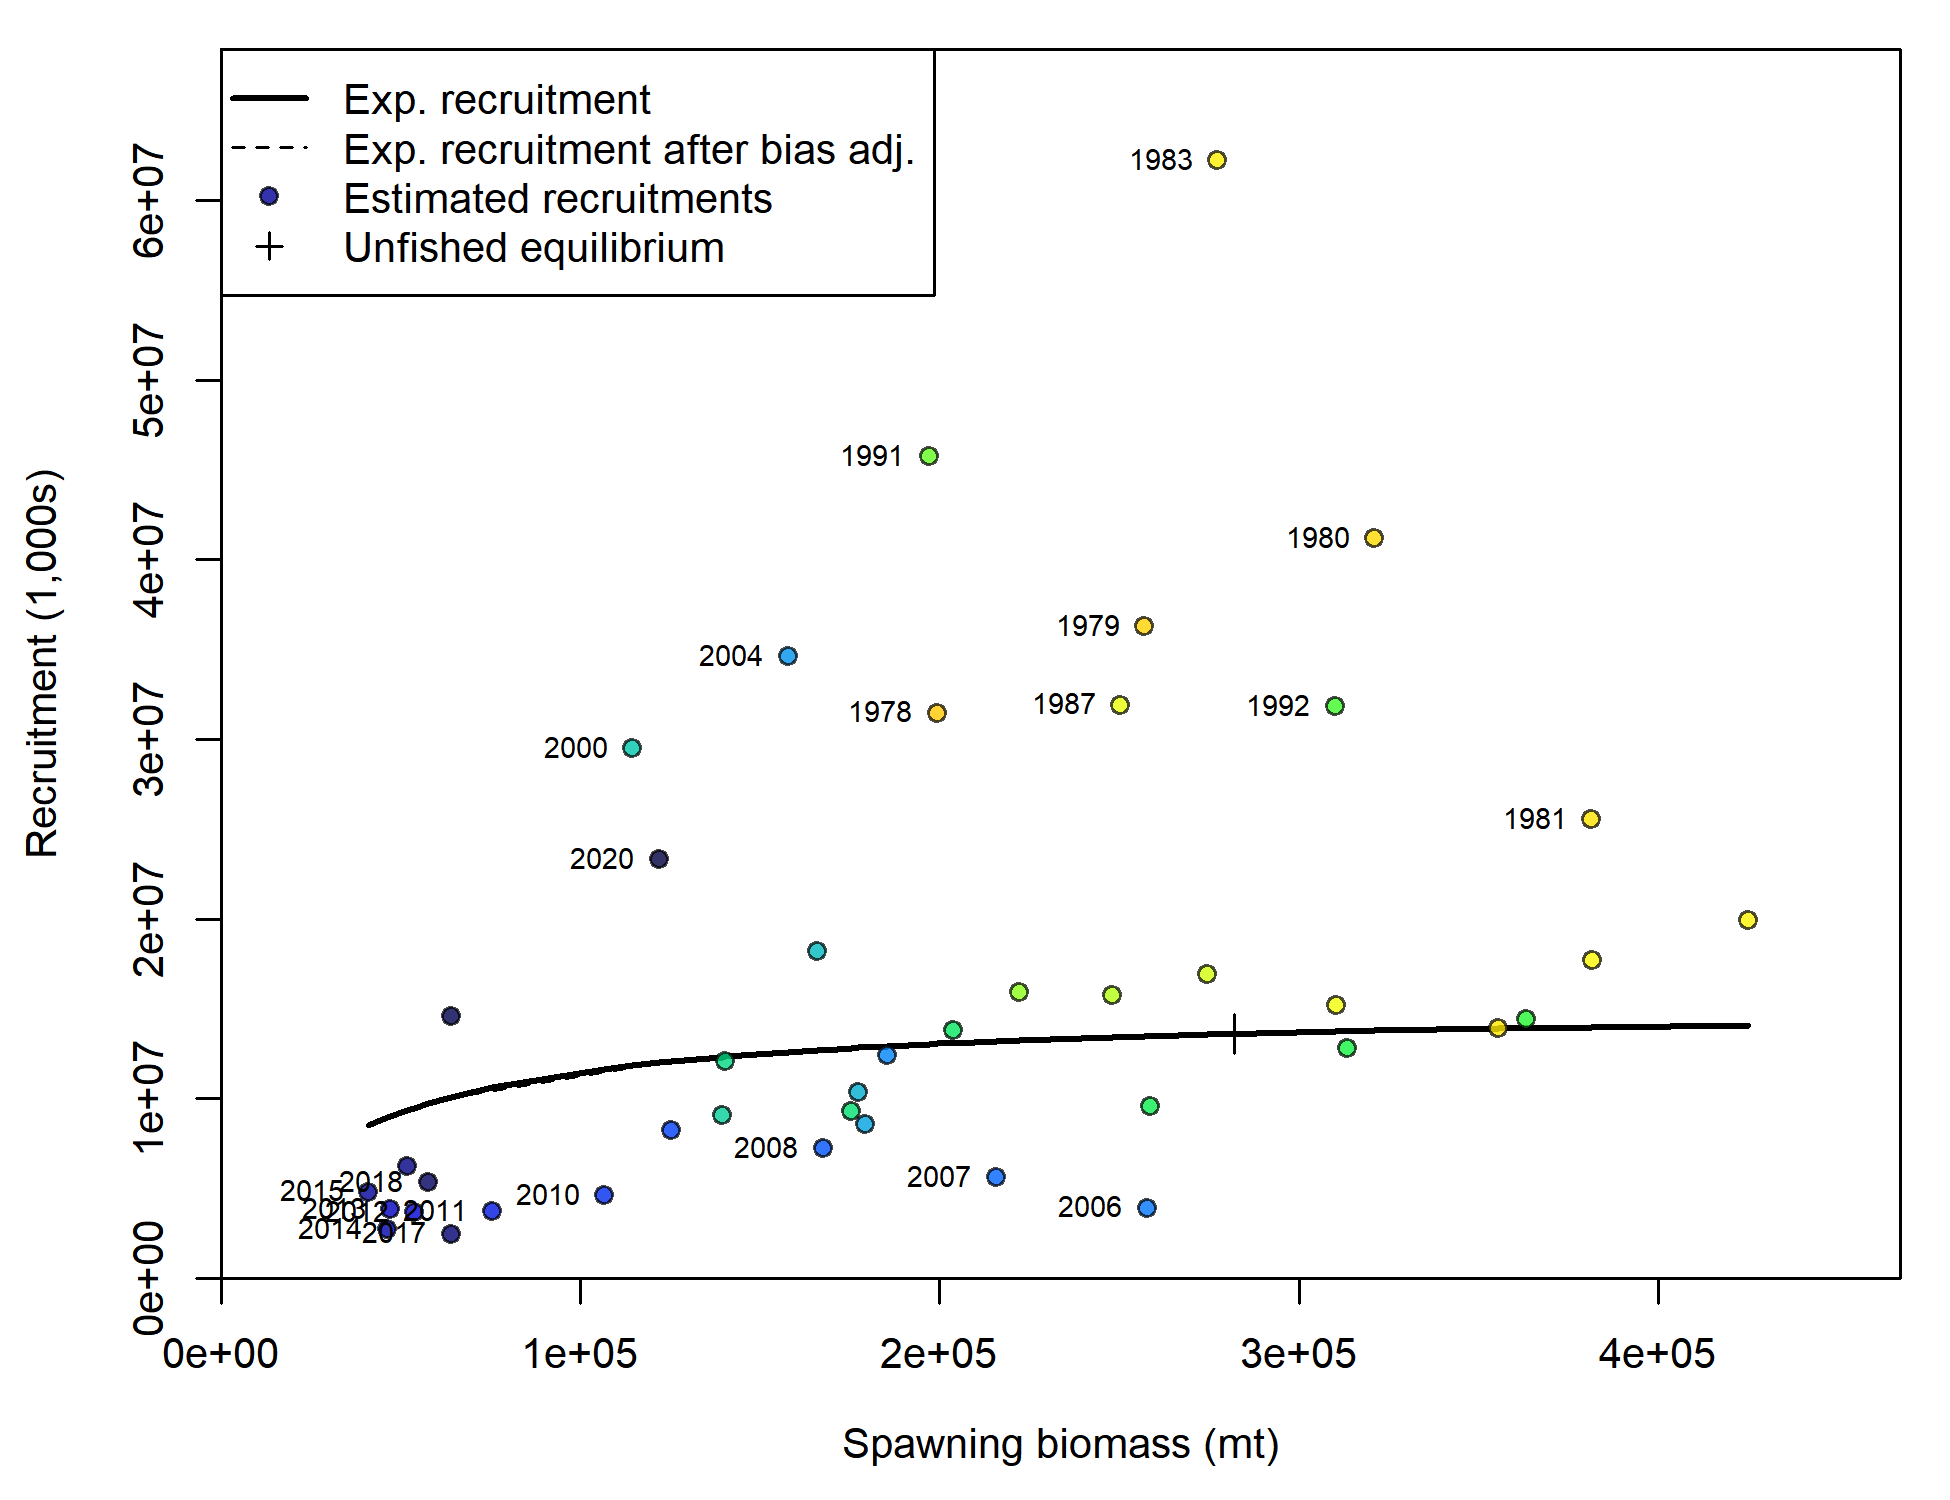 Exp. recruitment
Exp. recruitment after bias adj.
Estimated recruitments
Unfished equilibrium
1983
1991
1980
1979
2004
1978
1987
1992
2000
1981
2020
2008
2007
2006
2010
2015
2018
2013
2012
2011
2014
2017
6e+07
5e+07
4e+07
3e+07
2e+07
1e+07
0e+00
Recruitment (1,000s)
0e+00
1e+05
2e+05
3e+05
4e+05
Spawning biomass (mt)